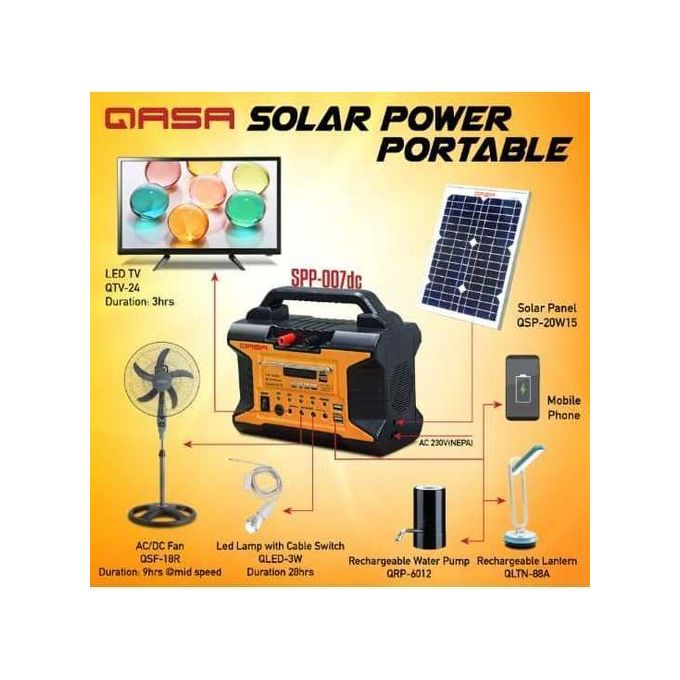 QASA SOLAR POWER
PORTABLE
LED TV
QTV-24
Duration: 3hrs
SPP-007dc
QASA
QASA
Solar Panel
QSP-20W15
Mobile
Phone
AC 230V(NEPA)
AC/DC Fan
QSF-18R
Duration: 9hrs @mid speed
Led Lamp with Cable Switch
QLED-3W
Duration 28hrs
Rechargeable Water Pump
QRP-6012
Rechargeable Lantern
QLTN-88A